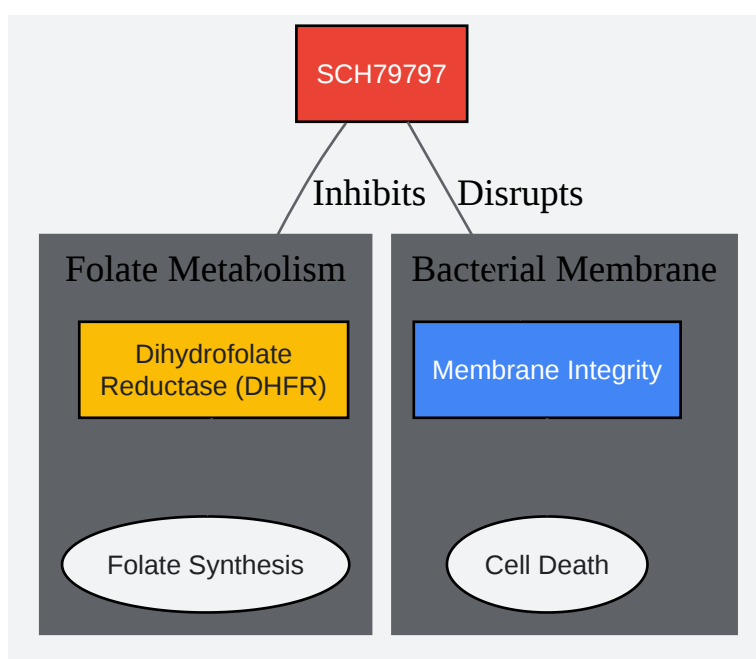 SCH79797
Inhibits
Disrupts
Folate Metabolism
Bacterial Membrane
Dihydrofolate
Reductase (DHFR)
Membrane Integrity
Folate Synthesis
Cell Death